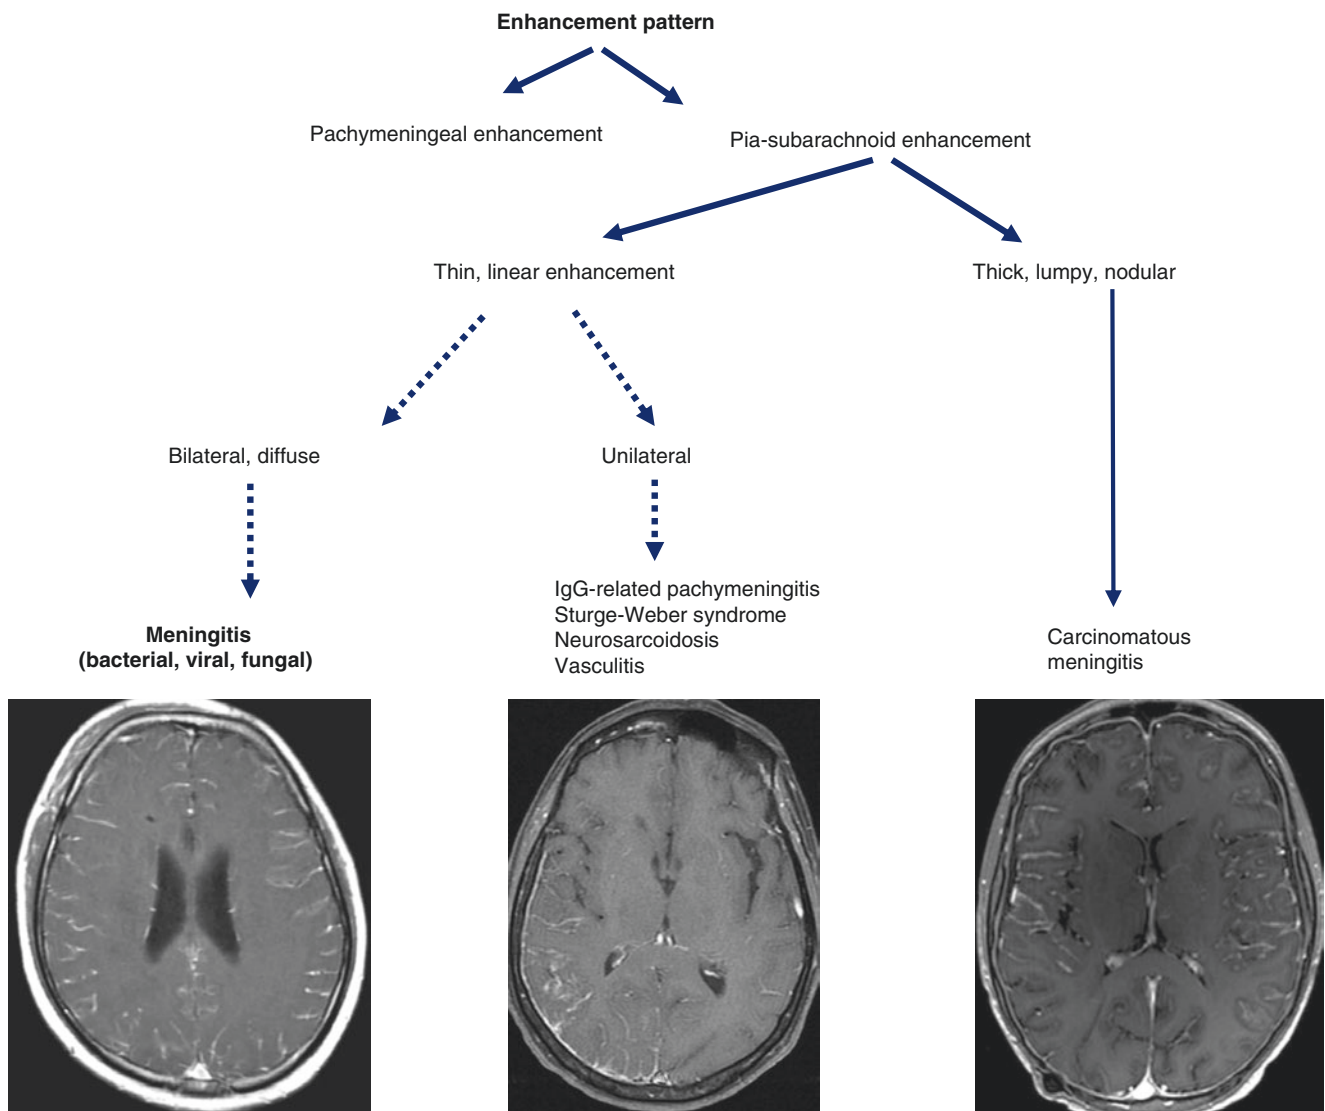 Enhancement pattern
Pachymeningeal enhancement
Pia-subarachnoid enhancement
Thin, linear enhancement
Thick, lumpy, nodular
Bilateral, diffuse
Unilateral
Meningitis
(bacterial, viral, fungal)
IgG-related pachymeningitis
Sturge-Weber syndrome
Neurosarcoidosis
Vasculitis
Carcinomatous
meningitis